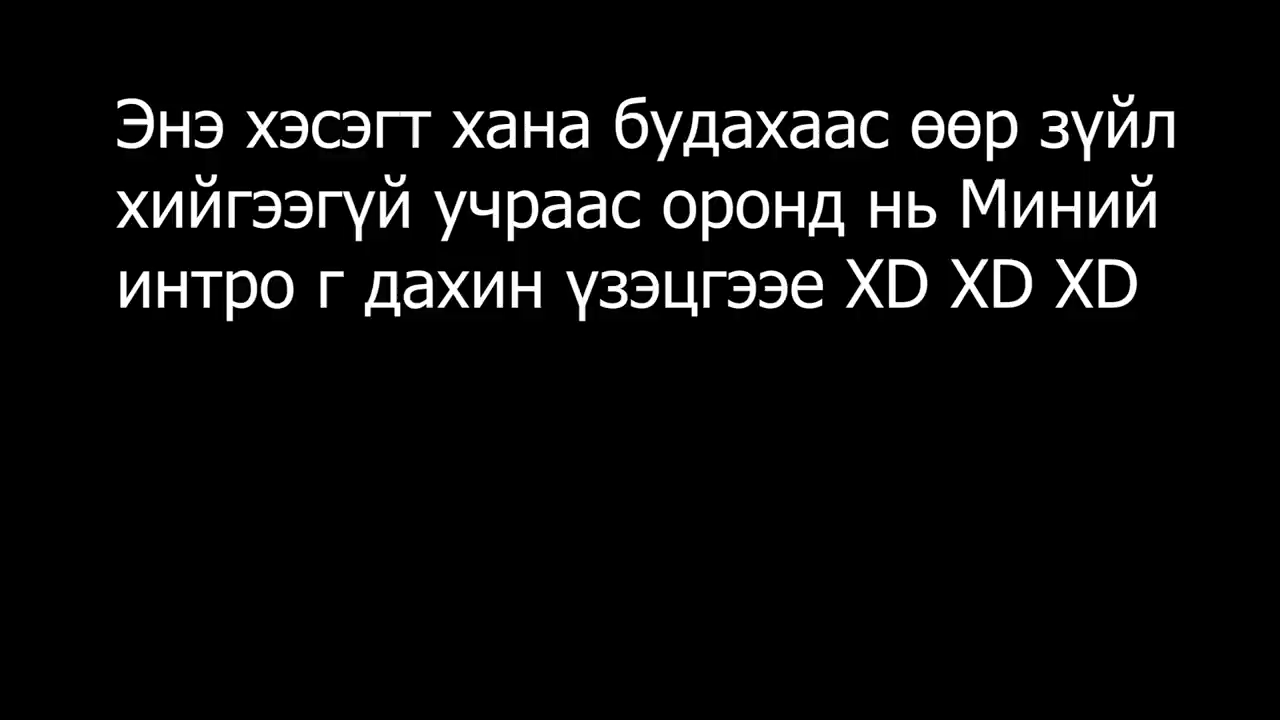 Энэ хэсэгт хана будахаас өөр зүйл
хийгээгүй учраас оронд нь Миний
интро г дахин үзэцгээе XD XD XD